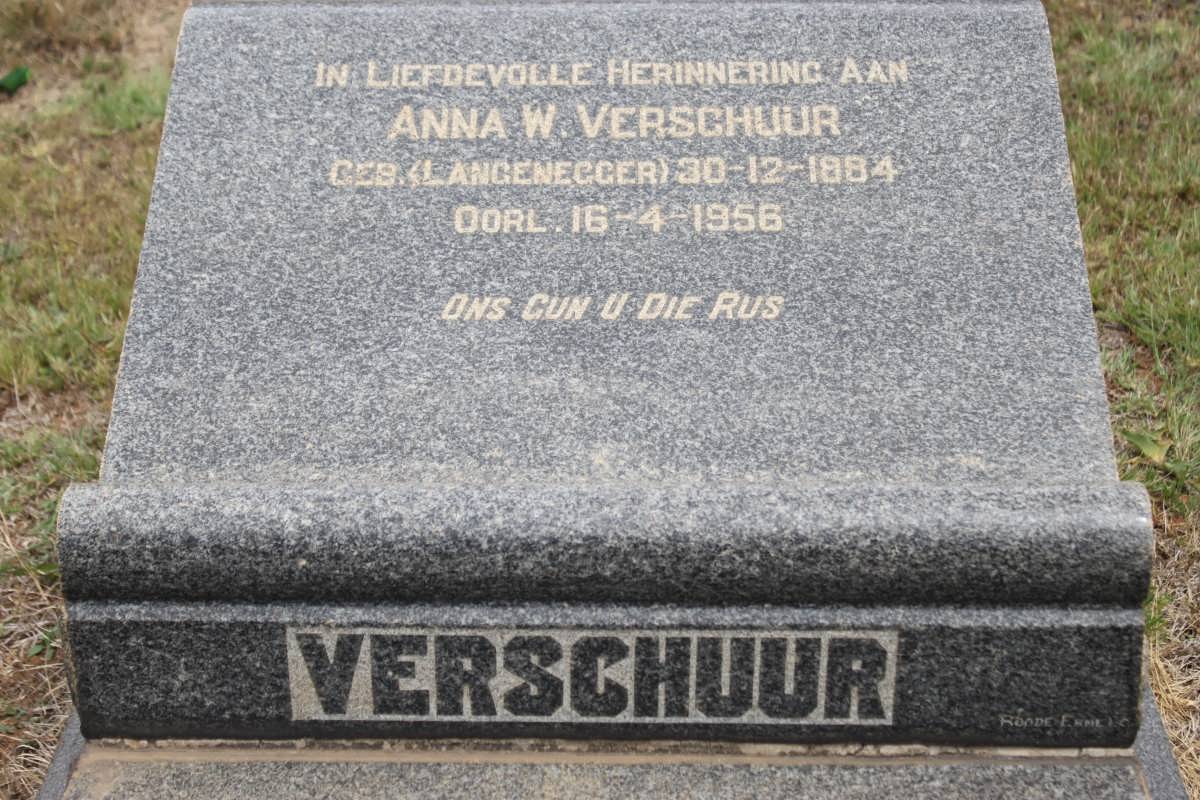 IN LIEFDEVOLLE HERINNERING AAN
ANNA W. VERSCHUUR
GEB. (LANGENEGGER) 30-12-1884
OORL. 16-4-1956
ONS GUN U DIE RUS
VERSCHUUR
ERMELO